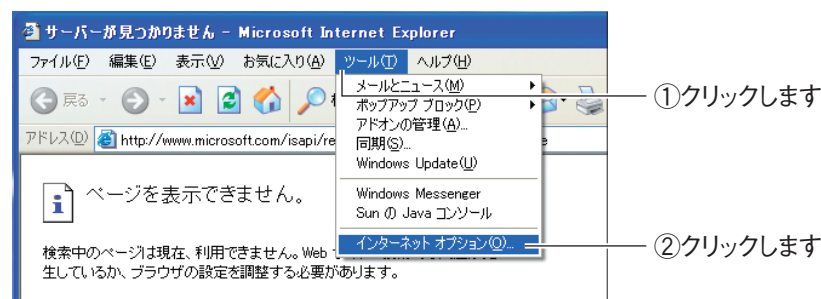 サーバーが見つかりません - Microsoft Internet Explorer
ファイル(F) 編集(E) 表示(V) お気に入り(A) ツール(T) ヘルプ(H)
メールとニュース(M)
ポップアップ ブロック(P)
アドオンの管理(A)...
同期(S)...
Windows Update(U)
Windows Messenger
Sun の Java コンソール
インターネット オプション(O)...
戻る
アドレス(D) http://www.microsoft.com/isapi/re
ページを表示できません。
検索中のページは現在、利用できません。Web
生しているか、ブラウザの設定を調整する必要があります。
①クリックします
②クリックします